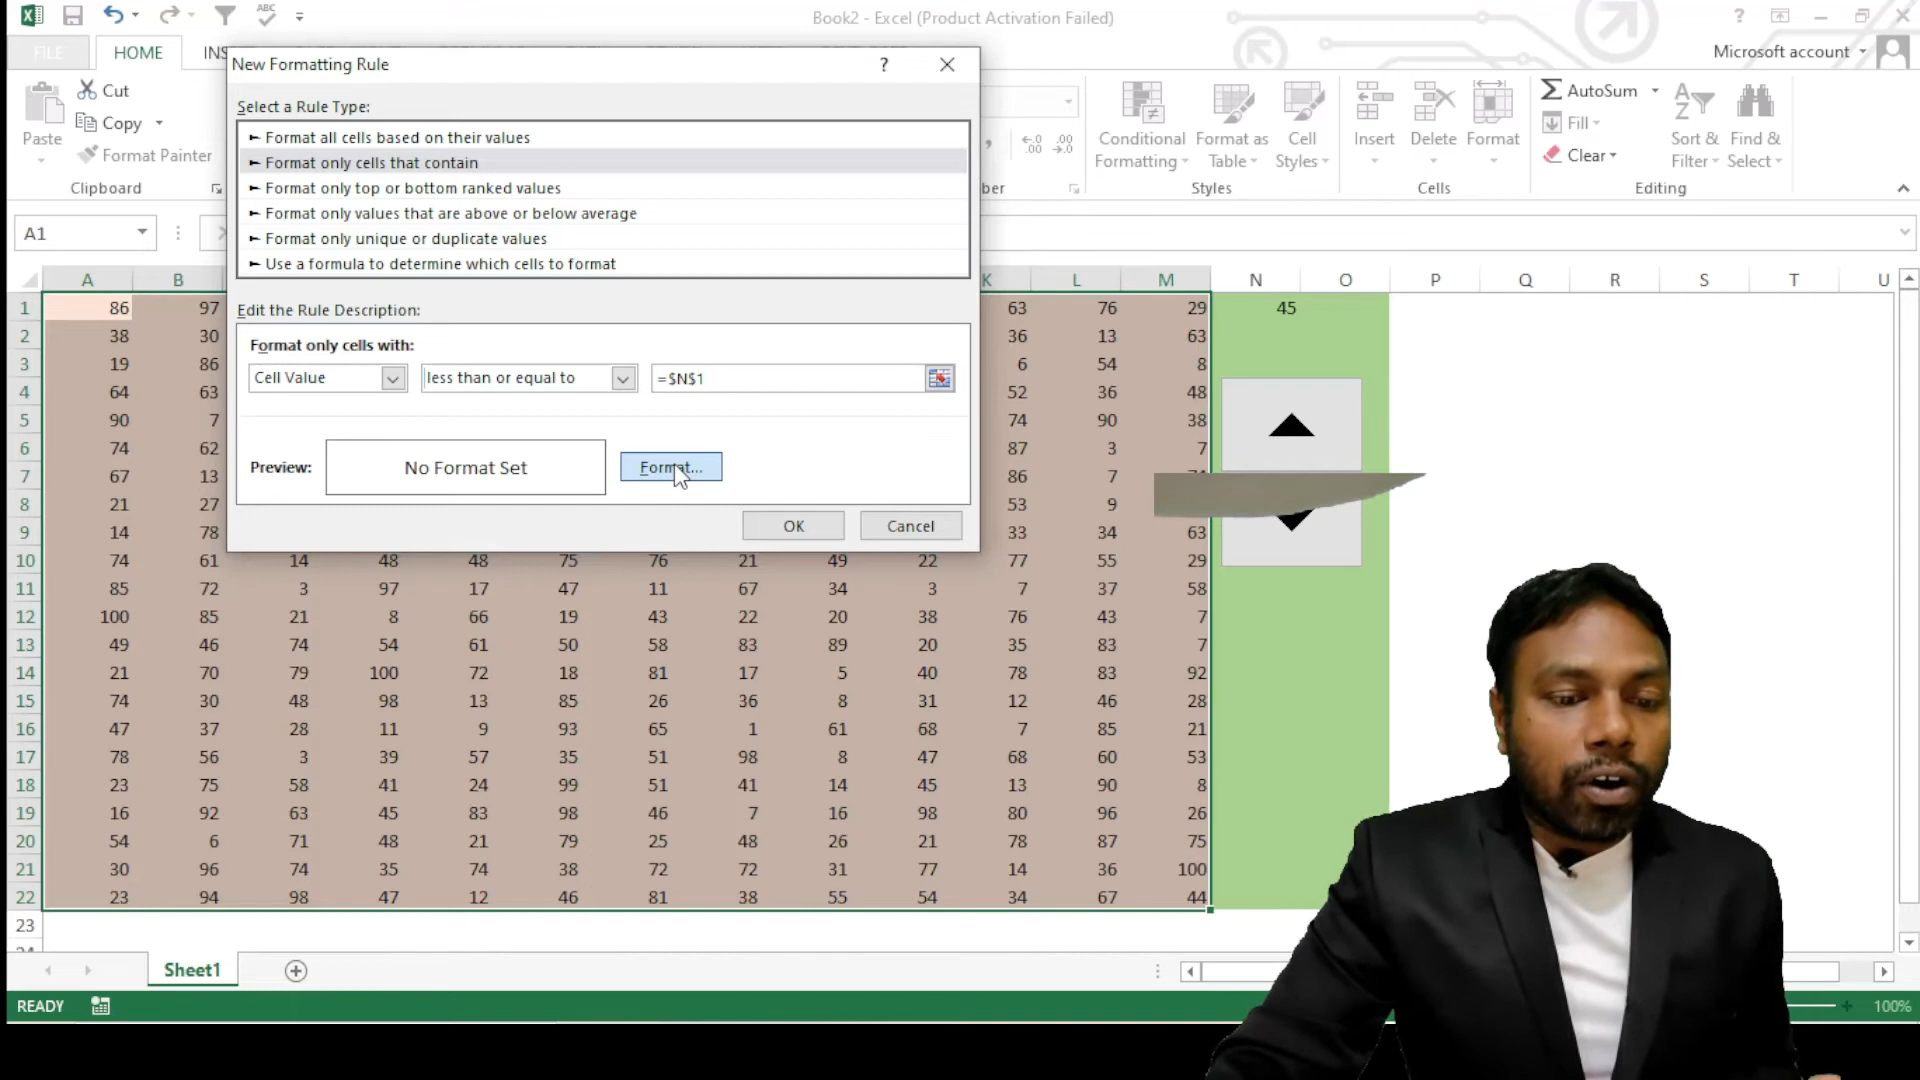 ABC
Book2 - Excel (Product Activation Failed)
?
FILE
HOME
INS
Microsoft account
New Formatting Rule
?
Select a Rule Type:
► Format all cells based on their values
► Format only cells that contain
► Format only top or bottom ranked values
► Format only values that are above or below average
► Format only unique or duplicate values
► Use a formula to determine which cells to format
Edit the Rule Description:
Format only cells with:
Cell Value
less than or equal to
=$N$1
Preview:
No Format Set
Format...
OK
Cancel
Paste
Cut
Copy
Format Painter
Clipboard
ber
Conditional Formatting
Format as Table
Cell Styles
Styles
Insert
Delete
Format
Cells
AutoSum
Fill
Clear
Sort & Filter
Find & Select
Editing
A1
A B K L M N O P Q R S T U
1 86 97 63 76 29 45
2 38 30 36 13 63
3 19 86 6 54 8
4 64 63 52 36 48
5 90 7 74 90 38
6 74 62 87 3 7
7 67 13 86 7
8 21 27 53 9
9 14 78 33 34 63
10 74 61 14 48 48 75 76 21 49 22 77 55 29
11 85 72 3 97 17 47 11 67 34 3 7 37 58
12 100 85 21 8 66 19 43 22 20 38 76 43 7
13 49 46 74 54 61 50 58 83 89 20 35 83 7
14 21 70 79 100 72 18 81 17 5 40 78 83 92
15 74 30 48 98 13 85 26 36 8 31 12 46 28
16 47 37 28 11 9 93 65 1 61 68 7 85 21
17 78 56 3 39 57 35 51 98 8 47 68 60 53
18 23 75 58 41 24 99 51 41 14 45 13 90 8
19 16 92 63 45 83 98 46 7 16 98 80 96 26
20 54 6 71 48 21 79 25 48 26 21 78 87 75
21 30 96 74 35 74 38 72 72 31 77 14 36 100
22 23 94 98 47 12 46 81 38 55 54 34 67 44
23
Sheet1
READY
100%